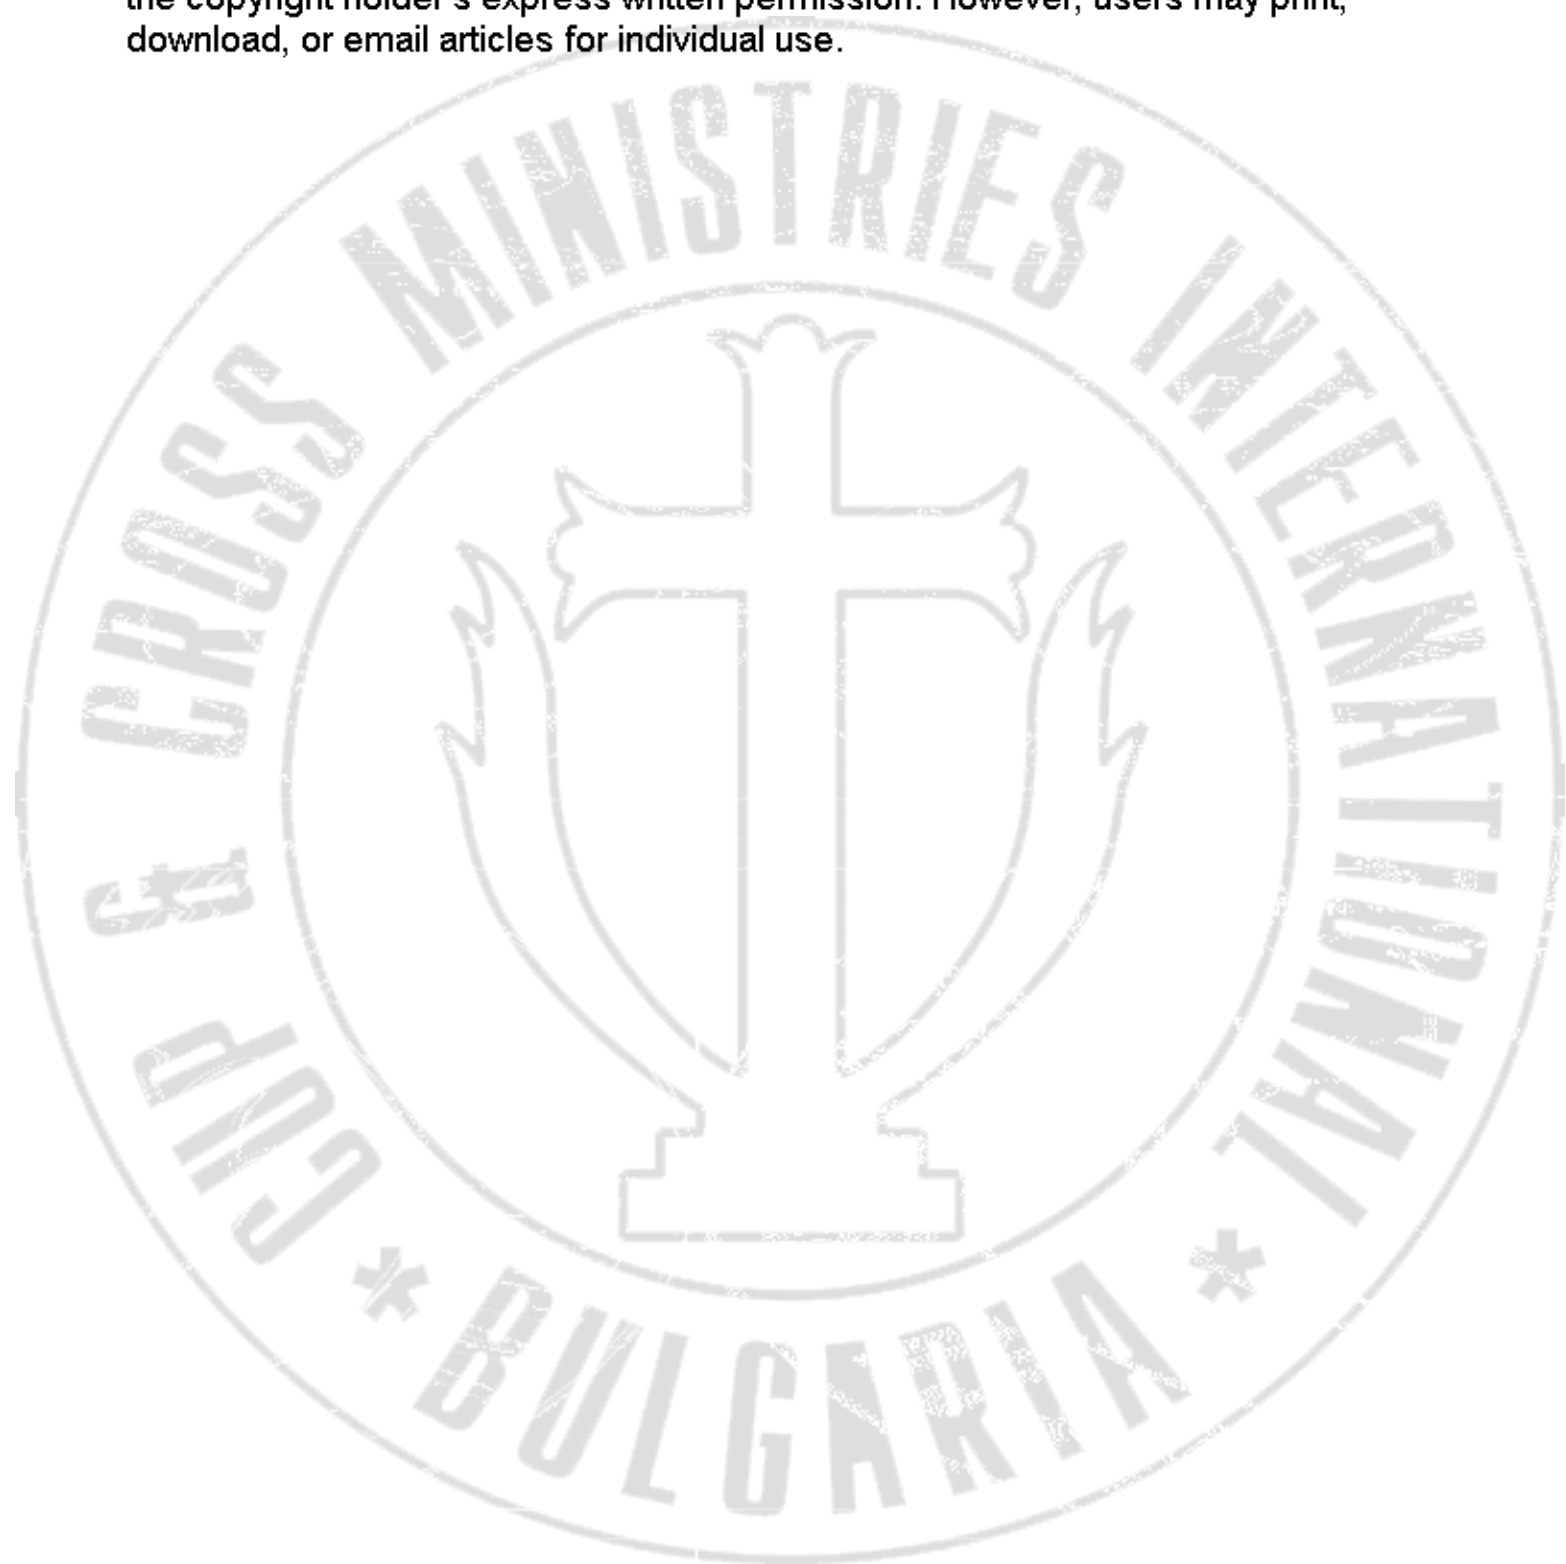 the copyright holder's express written permission. However, users may print,
download, or email articles for individual use.
CUP & CROSS MINISTRIES INTERNATIONAL
* BULGARIA *